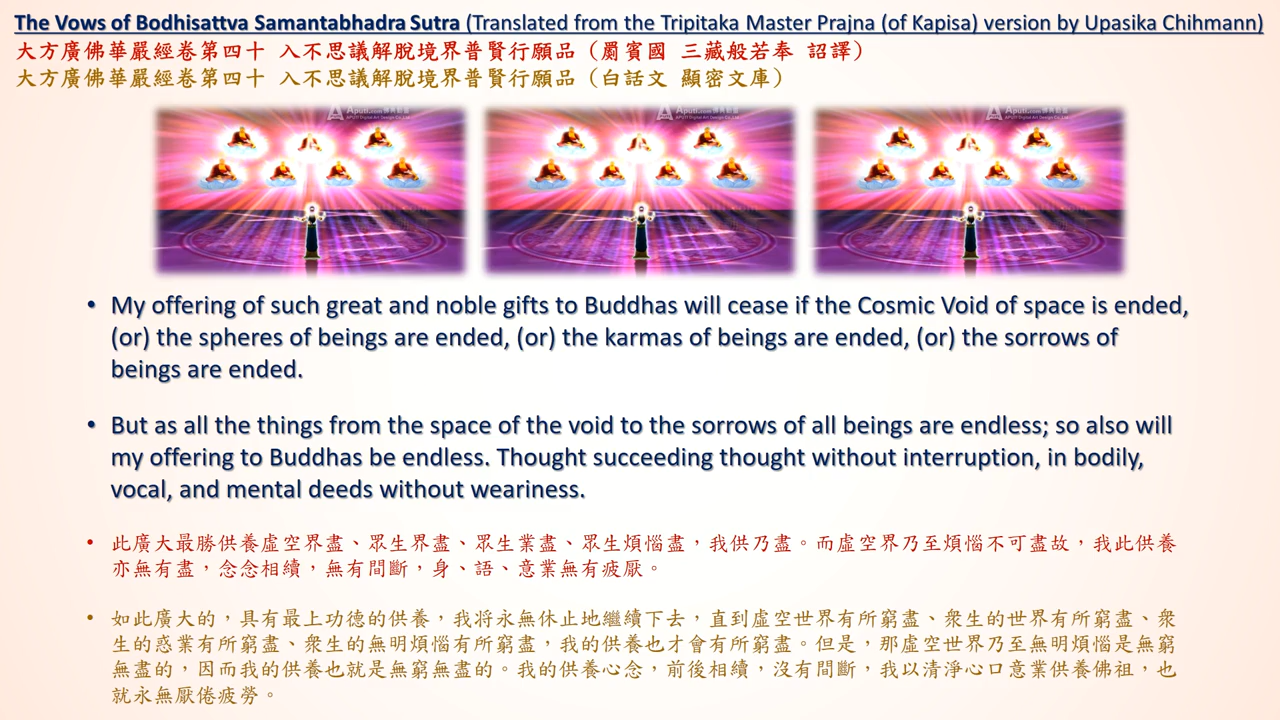 The Vows of Bodhisattva Samantabhadra Sutra (Translated from the Tripitaka Master Prajna (of Kapisa) version by Upasika Chihmann)
大方廣佛華嚴經卷第四十 入不思議解脫境界普賢行願品（罽賓國 三藏般若奉 詔譯）
大方廣佛華嚴經卷第四十 入不思議解脫境界普賢行願品（白話文 顯密文庫）
Aputi.com
Aputi.com
Aputi.com
• My offering of such great and noble gifts to Buddhas will cease if the Cosmic Void of space is ended,
(or) the spheres of beings are ended, (or) the karmas of beings are ended, (or) the sorrows of
beings are ended.
• But as all the things from the space of the void to the sorrows of all beings are endless; so also will
my offering to Buddhas be endless. Thought succeeding thought without interruption, in bodily,
vocal, and mental deeds without weariness.
• 此廣大最勝供養虛空界盡、眾生界盡、眾生業盡、眾生煩惱盡，我供乃盡。而虛空界乃至煩惱不可盡故，我此供養
亦無有盡，念念相續，無有間斷，身、語、意業無有疲厭。
• 如此廣大的，具有最上功德的供養，我将永無休止地繼續下去，直到虛空世界有所窮盡、衆生的世界有所窮盡、衆
生的惑業有所窮盡、衆生的無明煩惱有所窮盡，我的供養也才會有所窮盡。但是，那虛空世界乃至無明煩惱是無窮
無盡的，因而我的供養也就是無窮無盡的。我的供養心念，前後相續，沒有間斷，我以清淨心口意業供養佛祖，也
就永無厭倦疲勞。